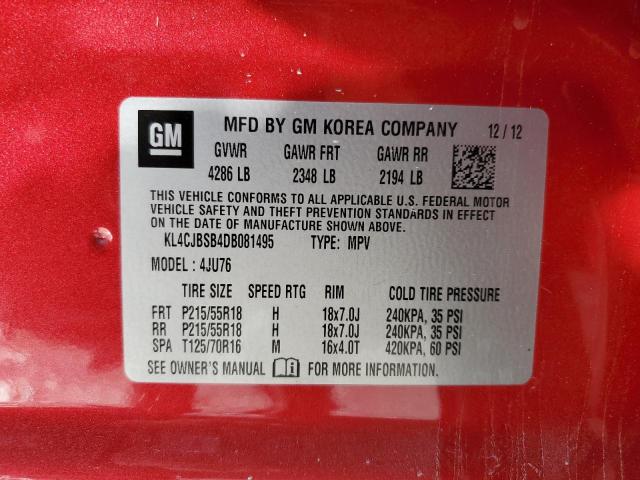 GM MFD BY GM KOREA COMPANY 12/12
GVWR GAWR FRT GAWR RR
4286 LB 2348 LB 2194 LB
THIS VEHICLE CONFORMS TO ALL APPLICABLE U.S. FEDERAL MOTOR
VEHICLE SAFETY AND THEFT PREVENTION STANDARDS IN EFFECT
ON THE DATE OF MANUFACTURE SHOWN ABOVE.
KL4CJBSB4DB081495 TYPE: MPV
MODEL: 4JU76
TIRE SIZE SPEED RTG RIM COLD TIRE PRESSURE
FRT P215/55R18 H 18x7.0J 240KPA, 35 PSI
RR P215/55R18 H 18x7.0J 240KPA, 35 PSI
SPA T125/70R16 M 16x4.0T 420KPA, 60 PSI
SEE OWNER'S MANUAL FOR MORE INFORMATION.